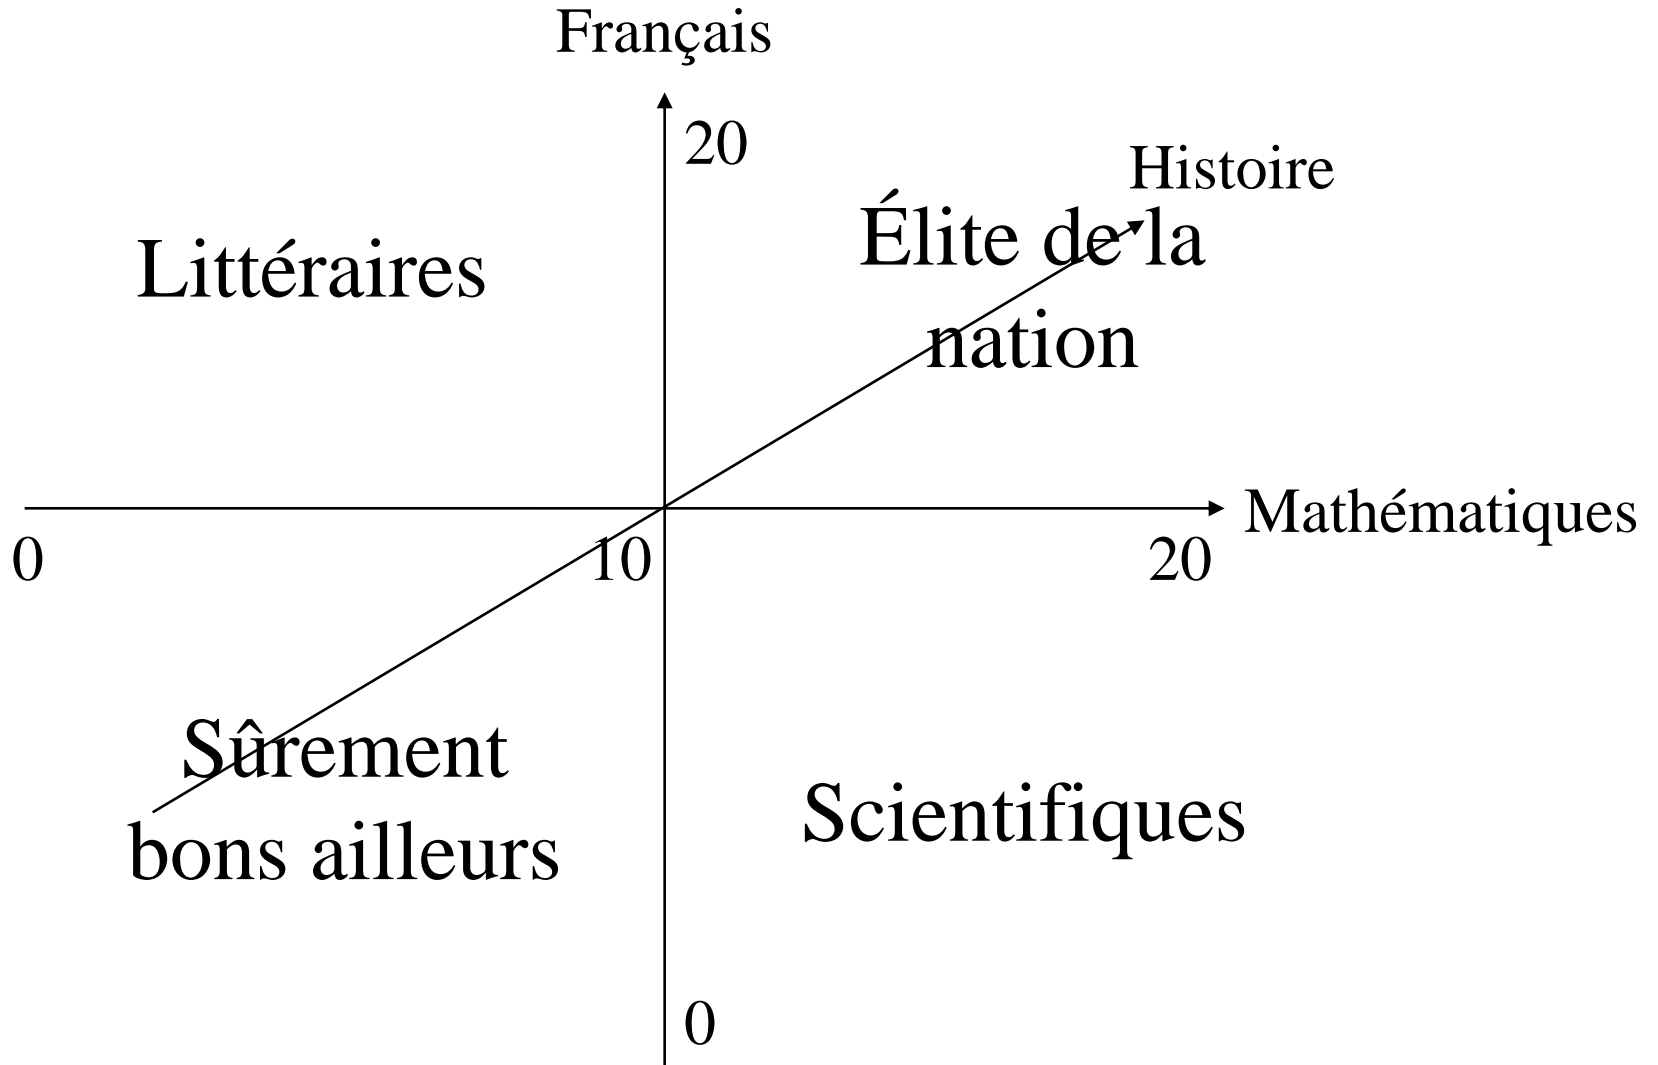 Français
20
Histoire
Élite de la
nation
Littéraires
Mathématiques
0
10
20
Sûrement
bons ailleurs
Scientifiques
0